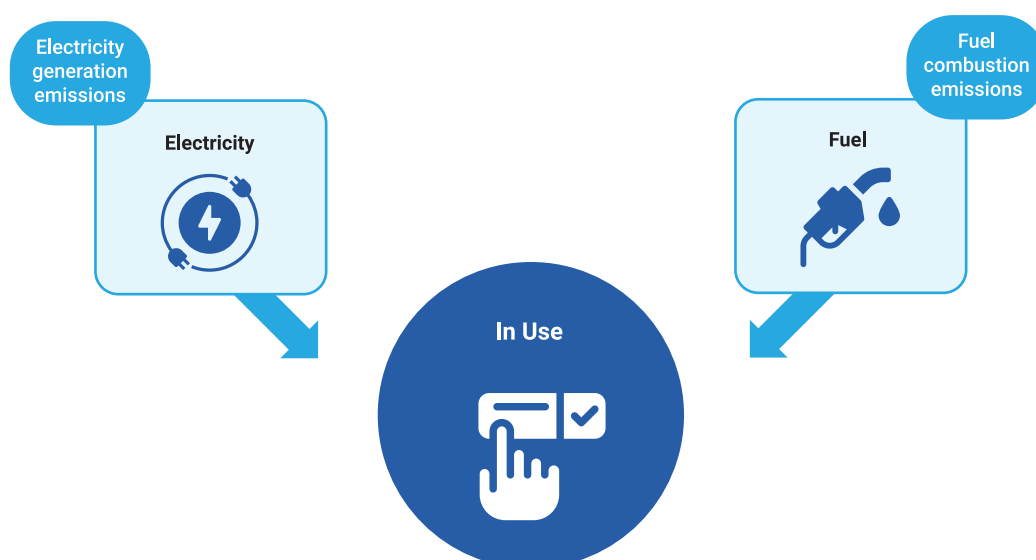 Electricity
generation
emissions
Electricity
Fuel
combustion
emissions
Fuel
In Use